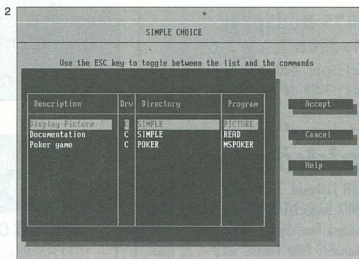 2
SIMPLE CHOICE
Use the ESC key to toggle between the list and the commands
Description Drv Directory Program
Display Picture C SIMPLE PICTURE
Documentation C SIMPLE READ
Poker game C POKER MSPOKER
Accept
Cancel
Help